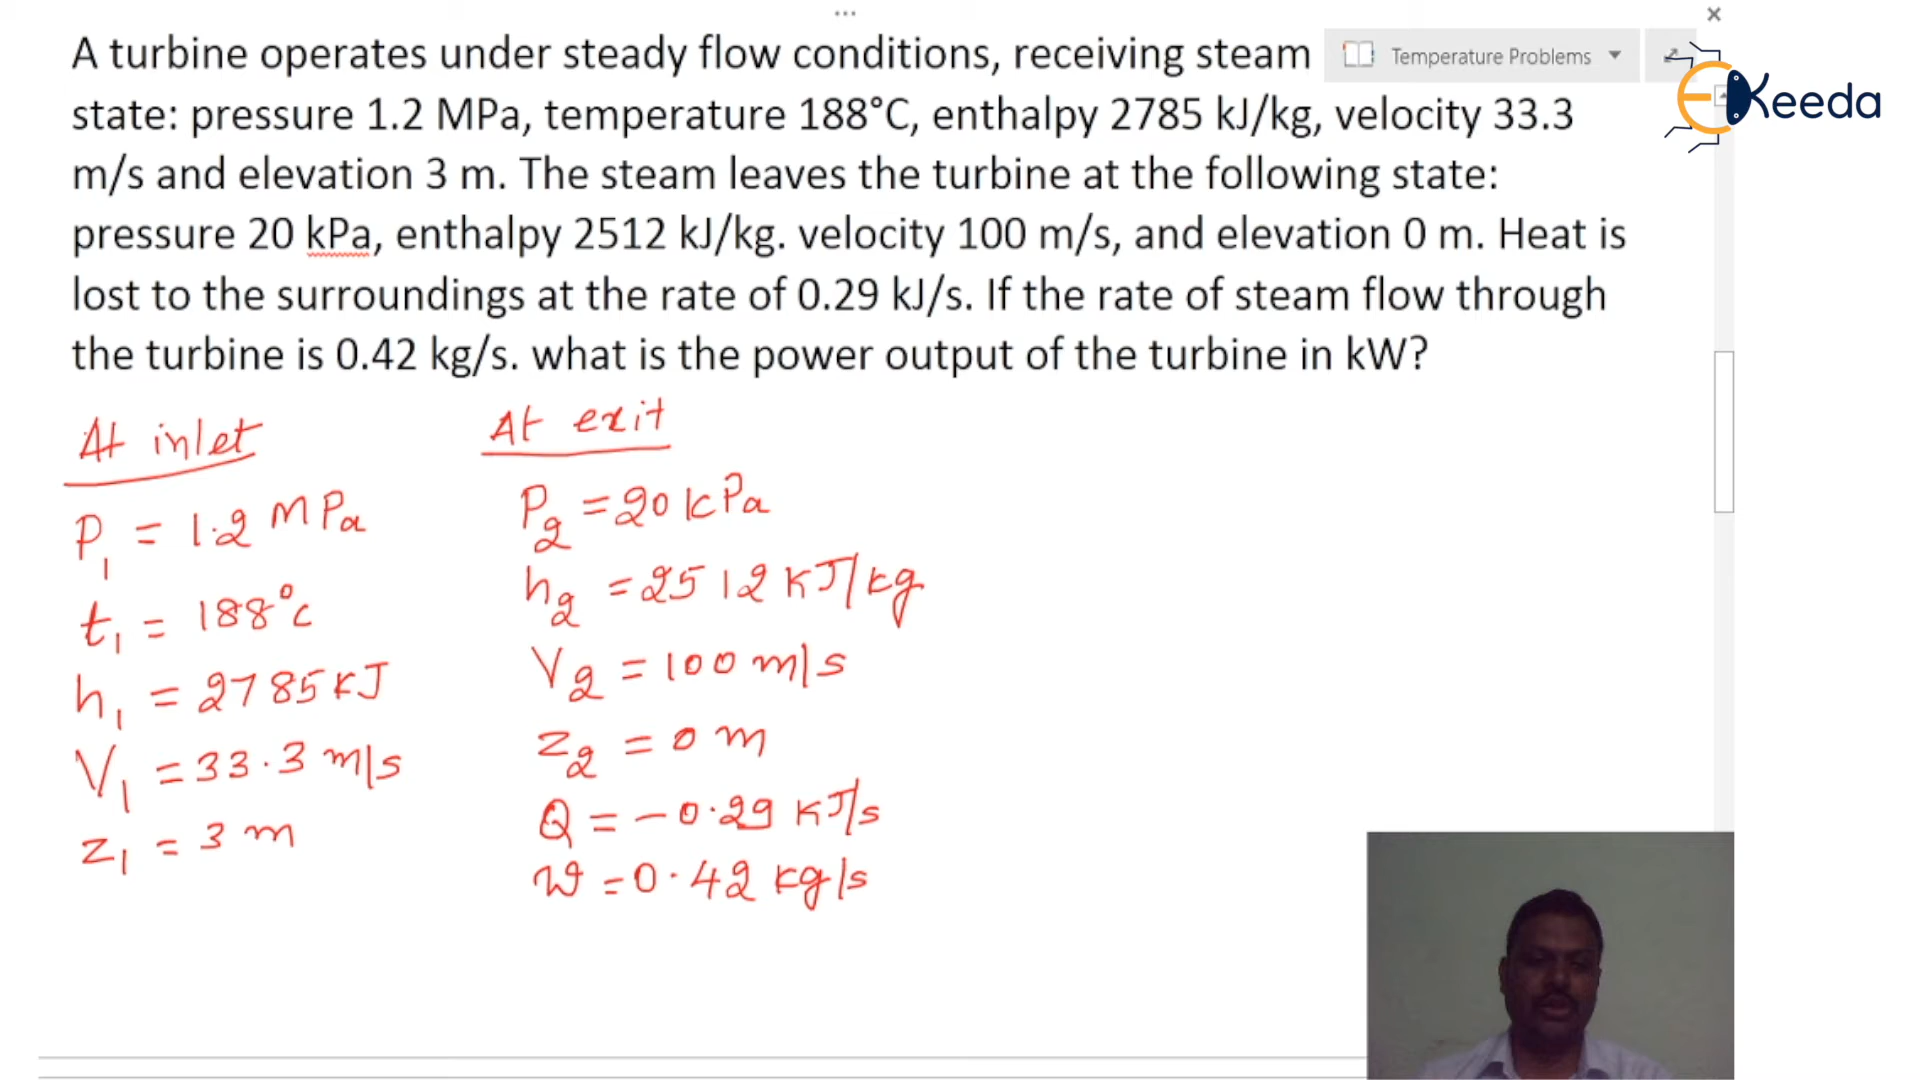 A turbine operates under steady flow conditions, receiving steam
Temperature Problems
state: pressure 1.2 MPa, temperature 188°C, enthalpy 2785 kJ/kg, velocity 33.3
Keeda
m/s and elevation 3 m. The steam leaves the turbine at the following state:
pressure 20 kPa, enthalpy 2512 kJ/kg. velocity 100 m/s, and elevation 0 m. Heat is
lost to the surroundings at the rate of 0.29 kJ/s. If the rate of steam flow through
the turbine is 0.42 kg/s. what is the power output of the turbine in kW?
At inlet
P₁ = 1.2 MPa
t₁ = 188°c
h₁ = 2785 kJ
V₁ = 33.3 m/s
z₁ = 3 m
At exit
P₂ = 20 kPa
h₂ = 2512 kJ/kg
V₂ = 100 m/s
z₂ = 0 m
Q = -0.29 kJ/s
w = 0.42 kg/s